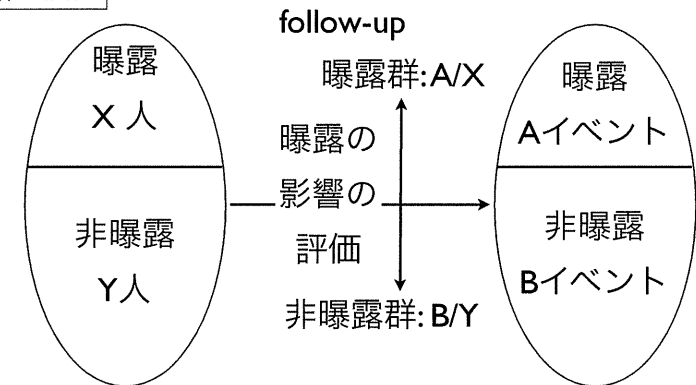 follow-up
曝露
X 人
非曝露
Y人
曝露群:A/X
曝露の
影響の
評価
非曝露群:B/Y
曝露
Aイベント
非曝露
Bイベント